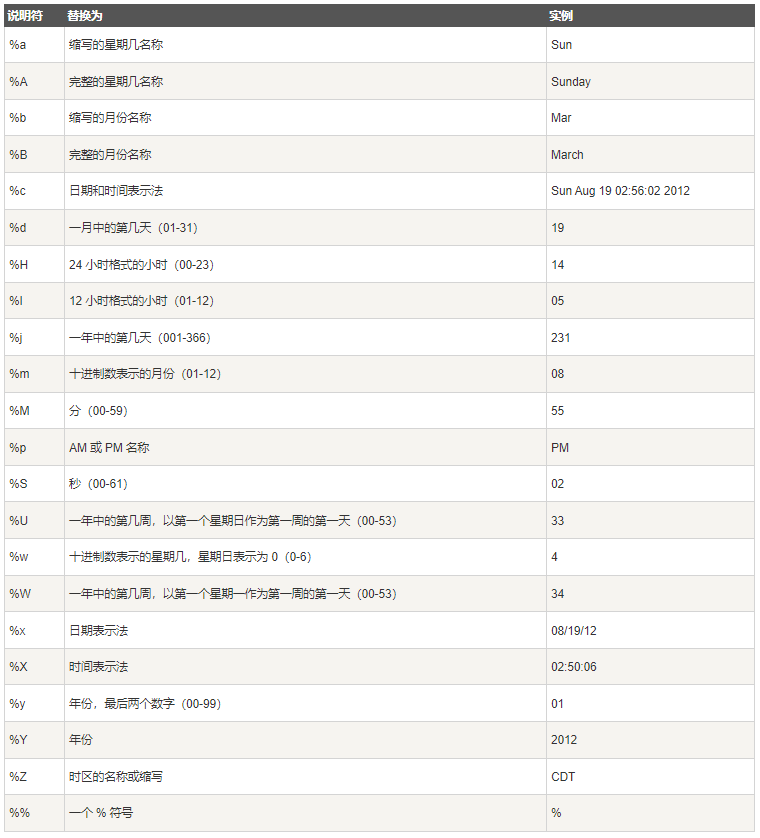 说明符 替换为 实例
%a 缩写的星期几名称 Sun
%A 完整的星期几名称 Sunday
%b 缩写的月份名称 Mar
%B 完整的月份名称 March
%c 日期和时间表示法 Sun Aug 19 02:56:02 2012
%d 一月中的第几天（01-31） 19
%H 24 小时格式的小时（00-23） 14
%I 12 小时格式的小时（01-12） 05
%j 一年中的第几天（001-366） 231
%m 十进制数表示的月份（01-12） 08
%M 分（00-59） 55
%p AM 或 PM 名称 PM
%S 秒（00-61） 02
%U 一年中的第几周，以第一个星期日作为第一周的第一天（00-53） 33
%w 十进制数表示的星期几，星期日表示为 0（0-6） 4
%W 一年中的第几周，以第一个星期一作为第一周的第一天（00-53） 34
%x 日期表示法 08/19/12
%X 时间表示法 02:50:06
%y 年份，最后两个数字（00-99） 01
%Y 年份 2012
%Z 时区的名称或缩写 CDT
%% 一个 % 符号 %